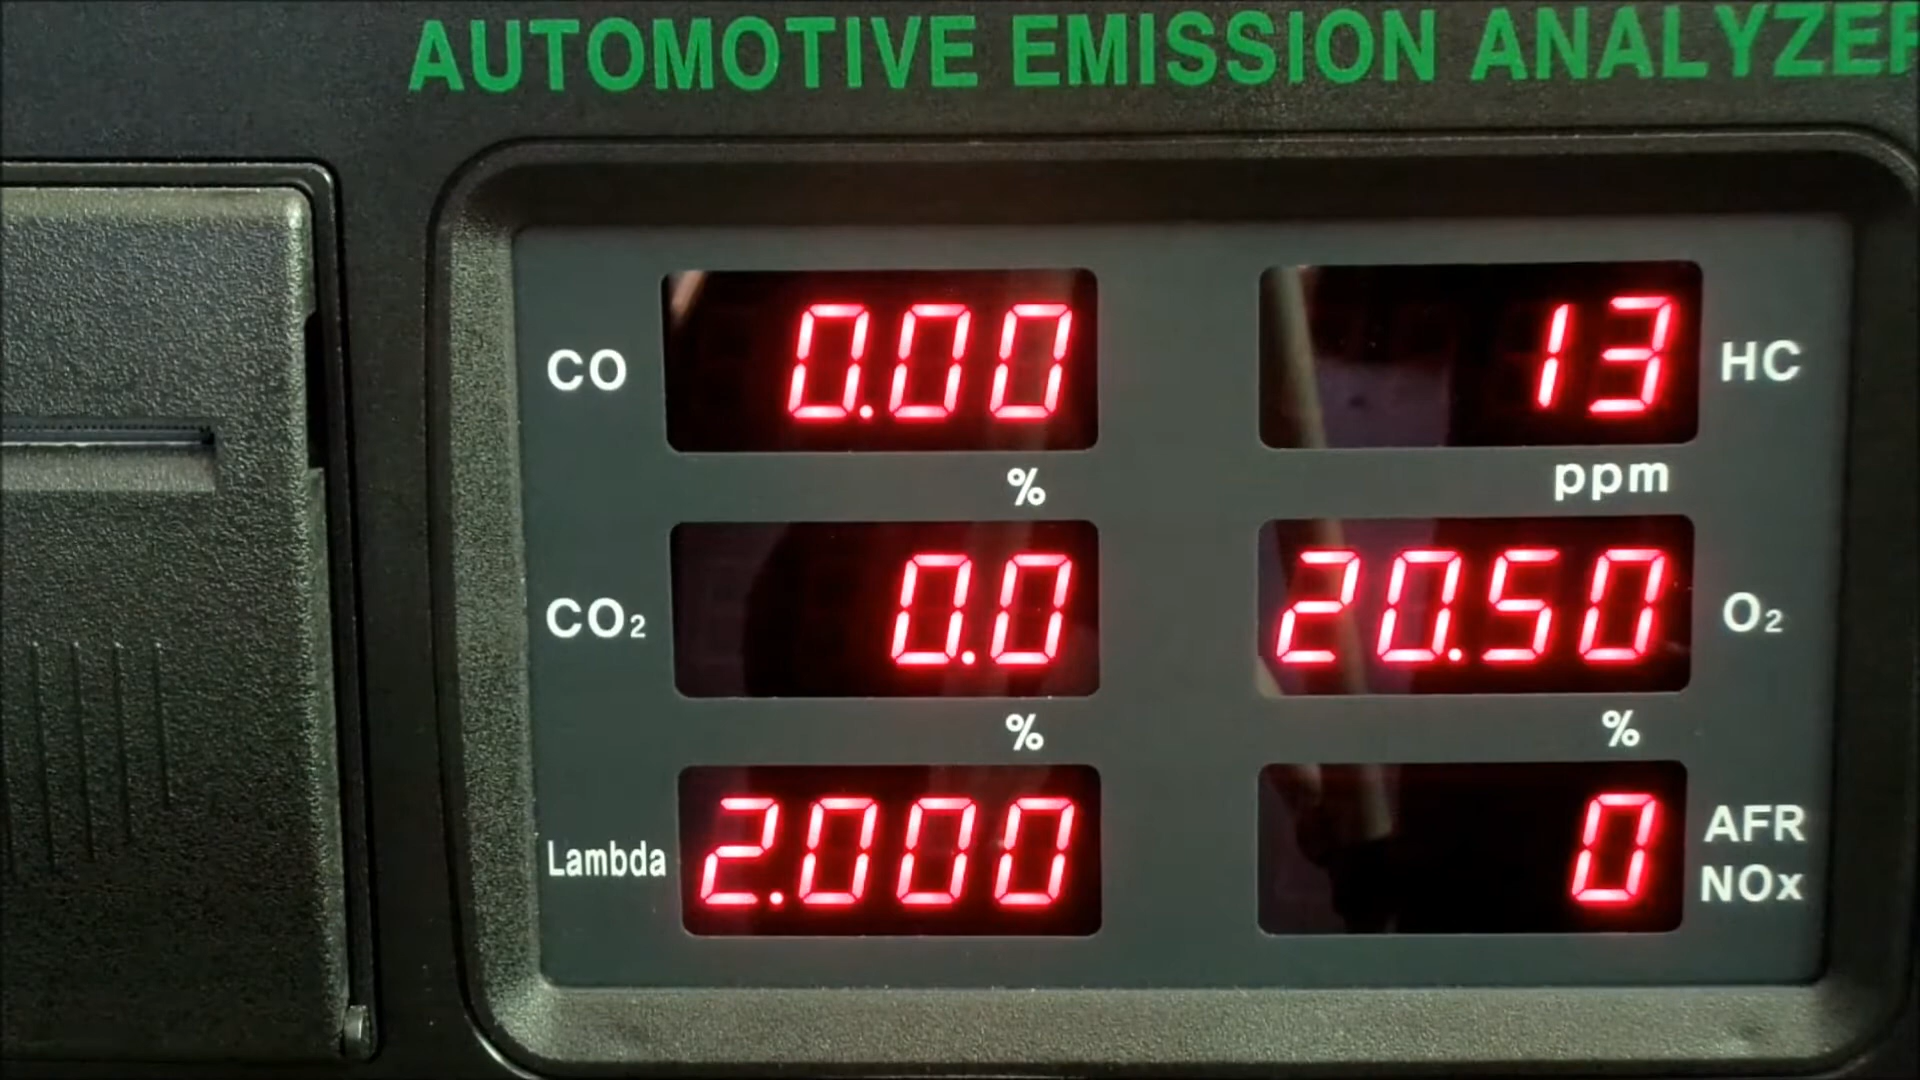 AUTOMOTIVE EMISSION ANALYZER
CO 0.00 %
13 HC ppm
CO₂ 0.0 %
20.50 O₂ %
Lambda 2.000
0 AFR NOx